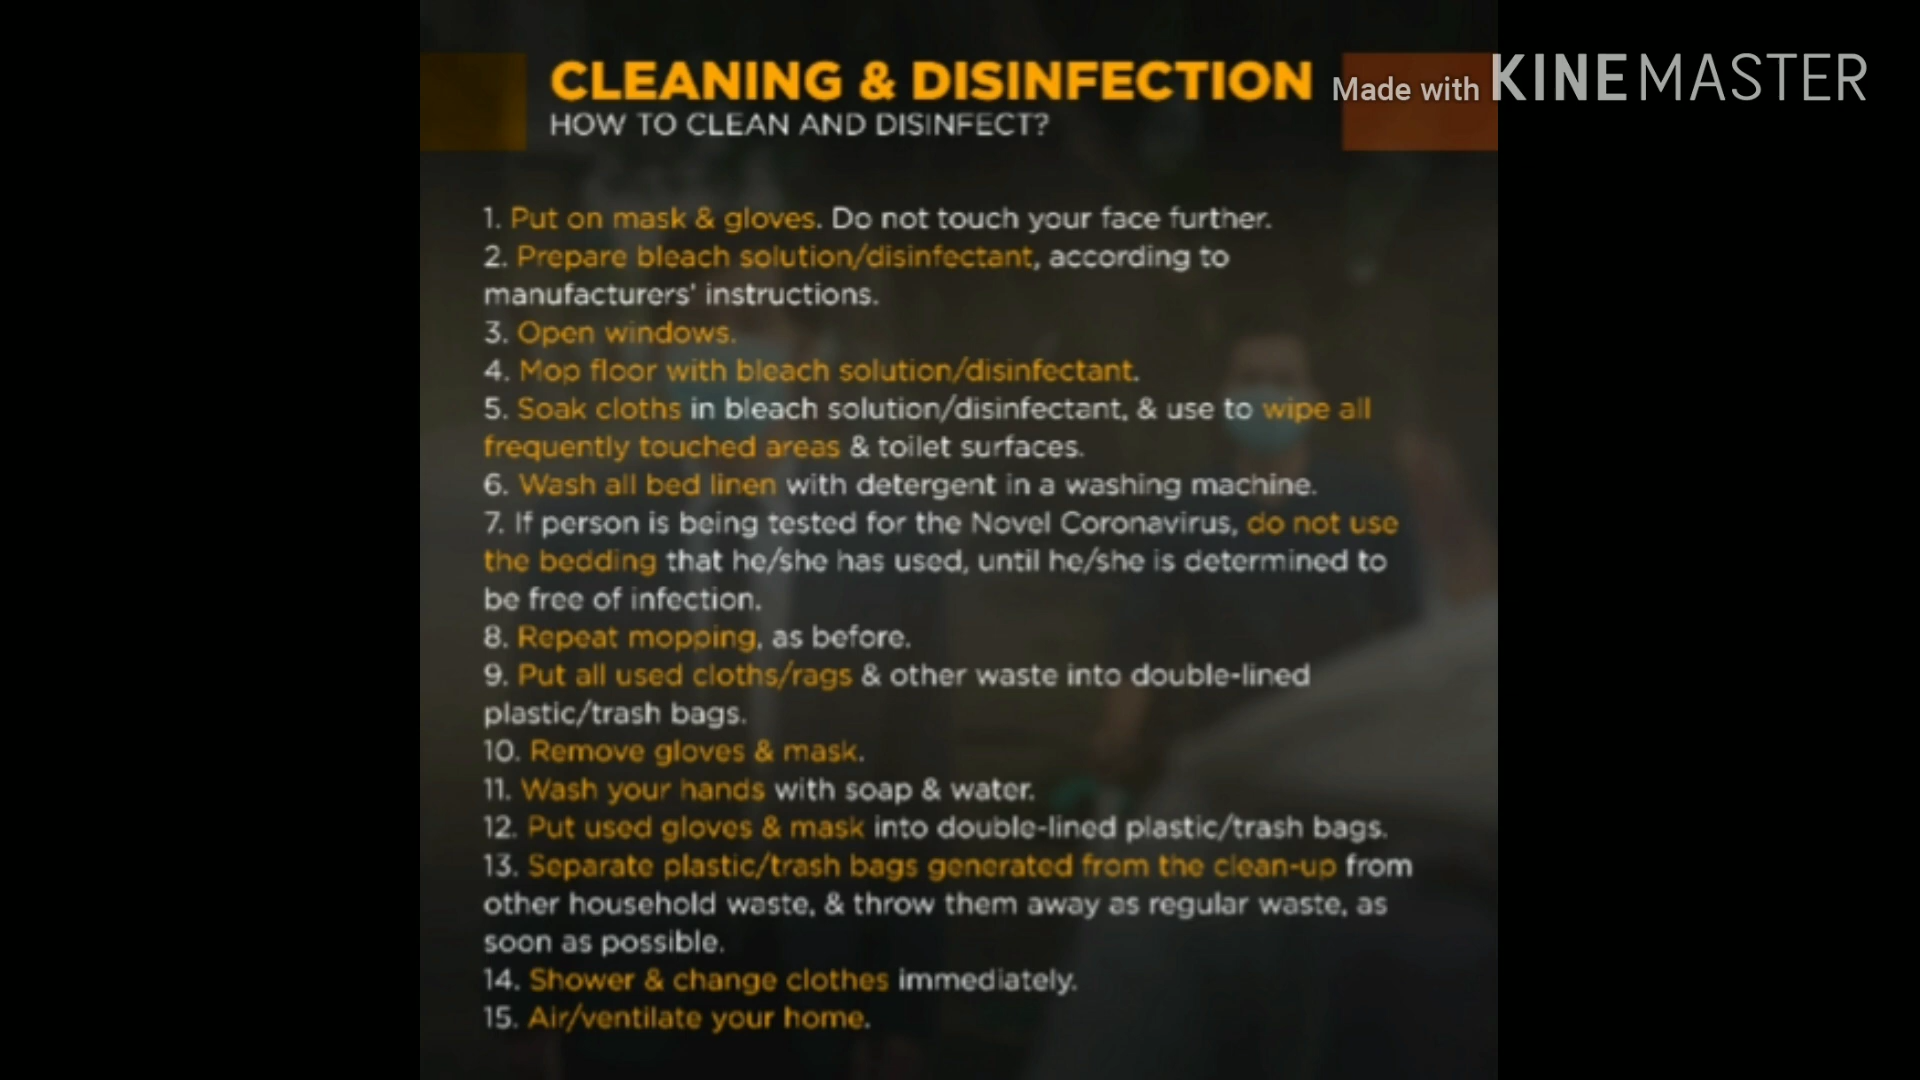 CLEANING & DISINFECTION
Made with KINEMASTER
HOW TO CLEAN AND DISINFECT?
1. Put on mask & gloves. Do not touch your face further.
2. Prepare bleach solution/disinfectant, according to
manufacturers' instructions.
3. Open windows.
4. Mop floor with bleach solution/disinfectant.
5. Soak cloths in bleach solution/disinfectant, & use to wipe all
frequently touched areas & toilet surfaces.
6. Wash all bed linen with detergent in a washing machine.
7. If person is being tested for the Novel Coronavirus, do not use
the bedding that he/she has used, until he/she is determined to
be free of infection.
8. Repeat mopping, as before.
9. Put all used cloths/rags & other waste into double-lined
plastic/trash bags.
10. Remove gloves & mask.
11. Wash your hands with soap & water.
12. Put used gloves & mask into double-lined plastic/trash bags.
13. Separate plastic/trash bags generated from the clean-up from
other household waste, & throw them away as regular waste, as
soon as possible.
14. Shower & change clothes immediately.
15. Air/ventilate your home.